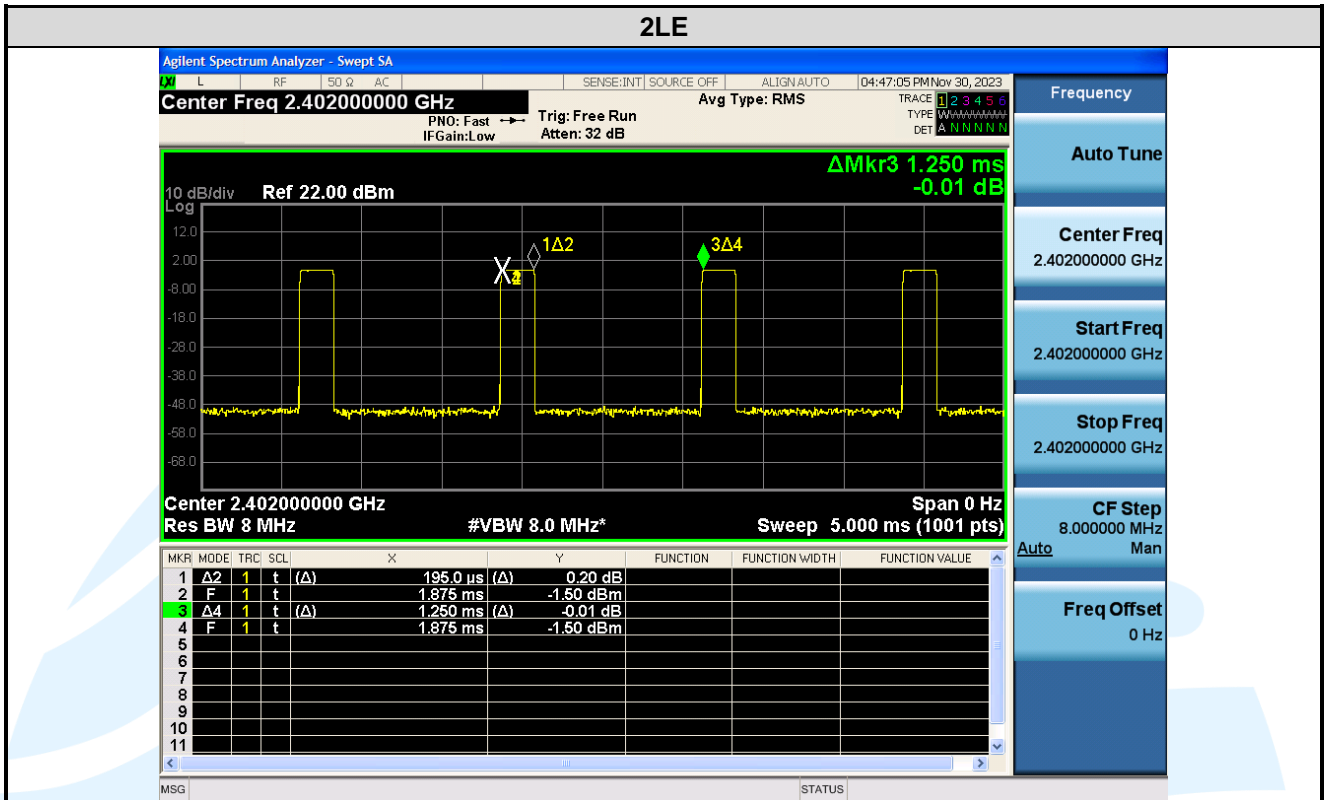 2LE
Agilent Spectrum Analyzer - Swept SA
LXI L RF 50 Ω AC SENSE:INT SOURCE OFF ALIGN AUTO 04:47:05 PM Nov 30, 2023
Center Freq 2.402000000 GHz
PNO: Fast
IFGain:Low
Trig: Free Run
Atten: 32 dB
Avg Type: RMS
TRACE 1 2 3 4 5 6
TYPE
DET A N N N N N
ΔMkr3 1.250 ms
-0.01 dB
10 dB/div Ref 22.00 dBm
Log
12.0
2.00
-8.00
-18.0
-28.0
-38.0
-48.0
-58.0
-68.0
1Δ2
3Δ4
X
Center 2.402000000 GHz
Span 0 Hz
Res BW 8 MHz
#VBW 8.0 MHz*
Sweep 5.000 ms (1001 pts)
MKR MODE TRC SCL X Y FUNCTION FUNCTION WIDTH FUNCTION VALUE
1 Δ2 1 t (Δ) 195.0 µs (Δ) 0.20 dB
2 F 1 t 1.875 ms -1.50 dBm
3 Δ4 1 t (Δ) 1.250 ms (Δ) -0.01 dB
4 F 1 t 1.875 ms -1.50 dBm
5
6
7
8
9
10
11
MSG
STATUS
Frequency
Auto Tune
Center Freq
2.402000000 GHz
Start Freq
2.402000000 GHz
Stop Freq
2.402000000 GHz
CF Step
8.000000 MHz
Auto Man
Freq Offset
0 Hz